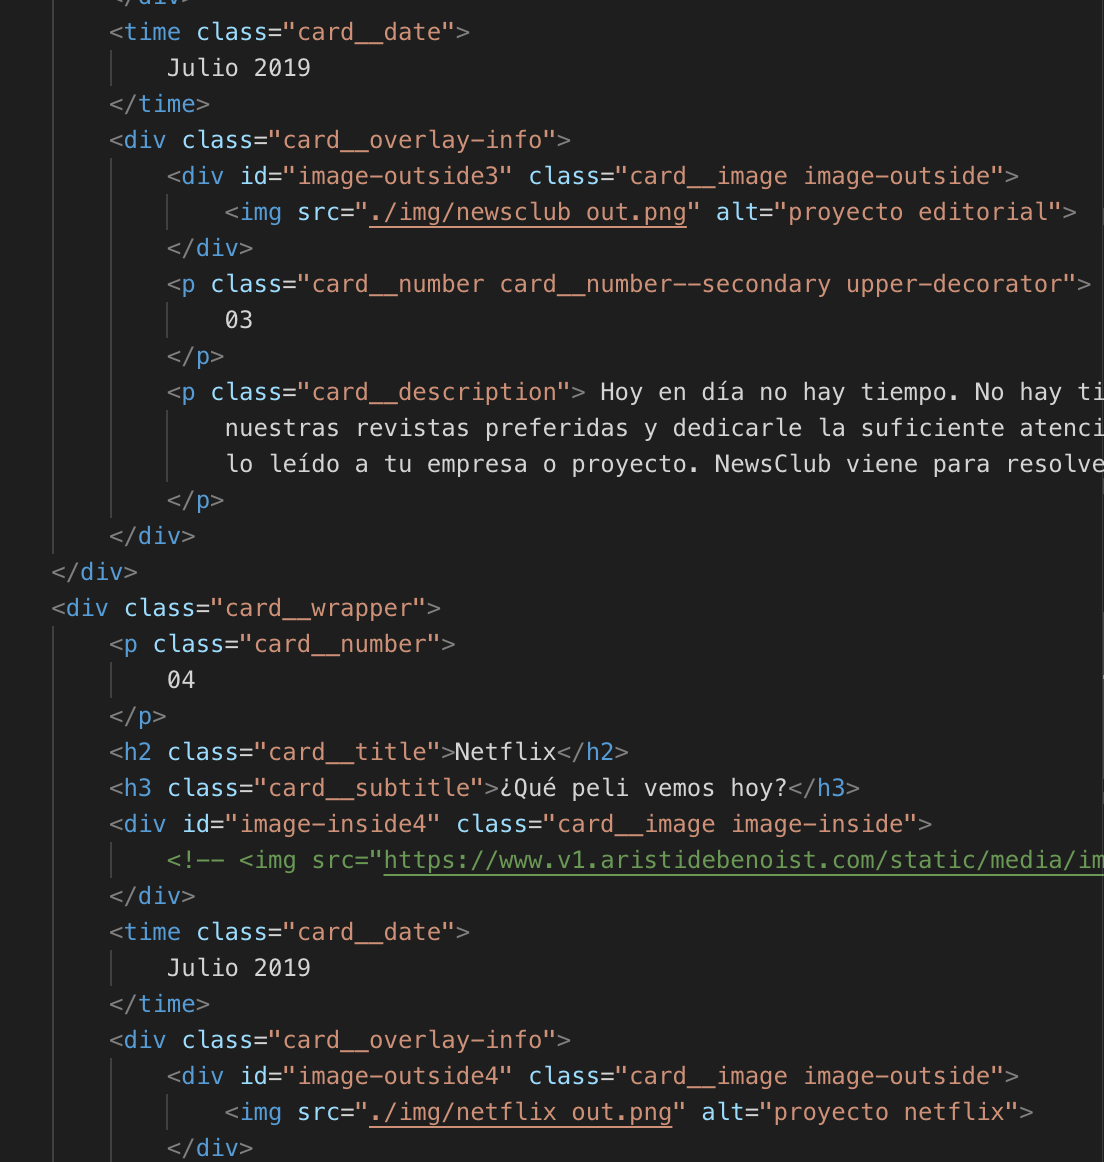 </div>
<time class="card__date">
Julio 2019
</time>
<div class="card__overlay-info">
<div id="image-outside3" class="card__image image-outside">
<img src="./img/newsclub_out.png" alt="proyecto editorial">
</div>
<p class="card__number card__number--secondary upper-decorator">
03
</p>
<p class="card__description"> Hoy en día no hay tiempo. No hay ti
nuestras revistas preferidas y dedicarle la suficiente atenci
lo leído a tu empresa o proyecto. NewsClub viene para resolve
</p>
</div>
</div>
<div class="card__wrapper">
<p class="card__number">
04
</p>
<h2 class="card__title">Netflix</h2>
<h3 class="card__subtitle">¿Qué peli vemos hoy?</h3>
<div id="image-inside4" class="card__image image-inside">
<!-- <img src="https://www.v1.aristidebenoist.com/static/media/im
</div>
<time class="card__date">
Julio 2019
</time>
<div class="card__overlay-info">
<div id="image-outside4" class="card__image image-outside">
<img src="./img/netflix_out.png" alt="proyecto netflix">
</div>